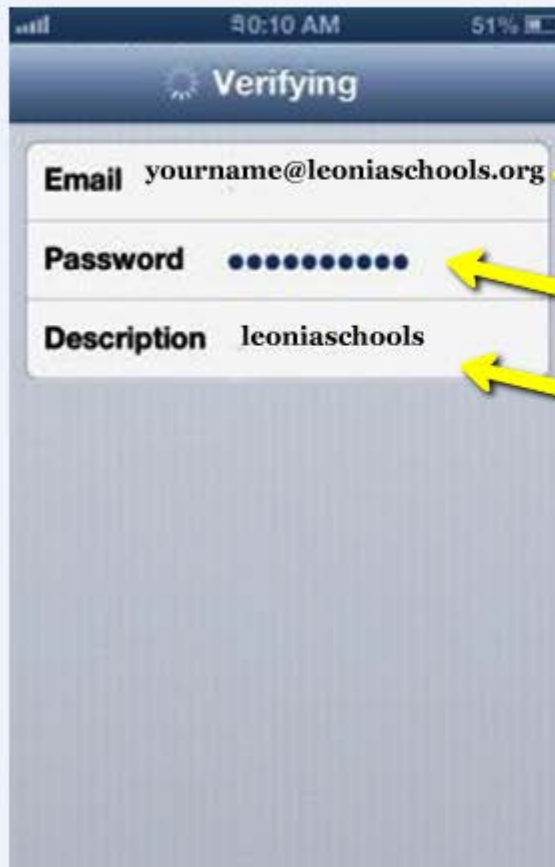 10:10 AM 51%
Verifying
Email yourname@leoniaschools.org
Password ••••••••••
Description leoniaschools